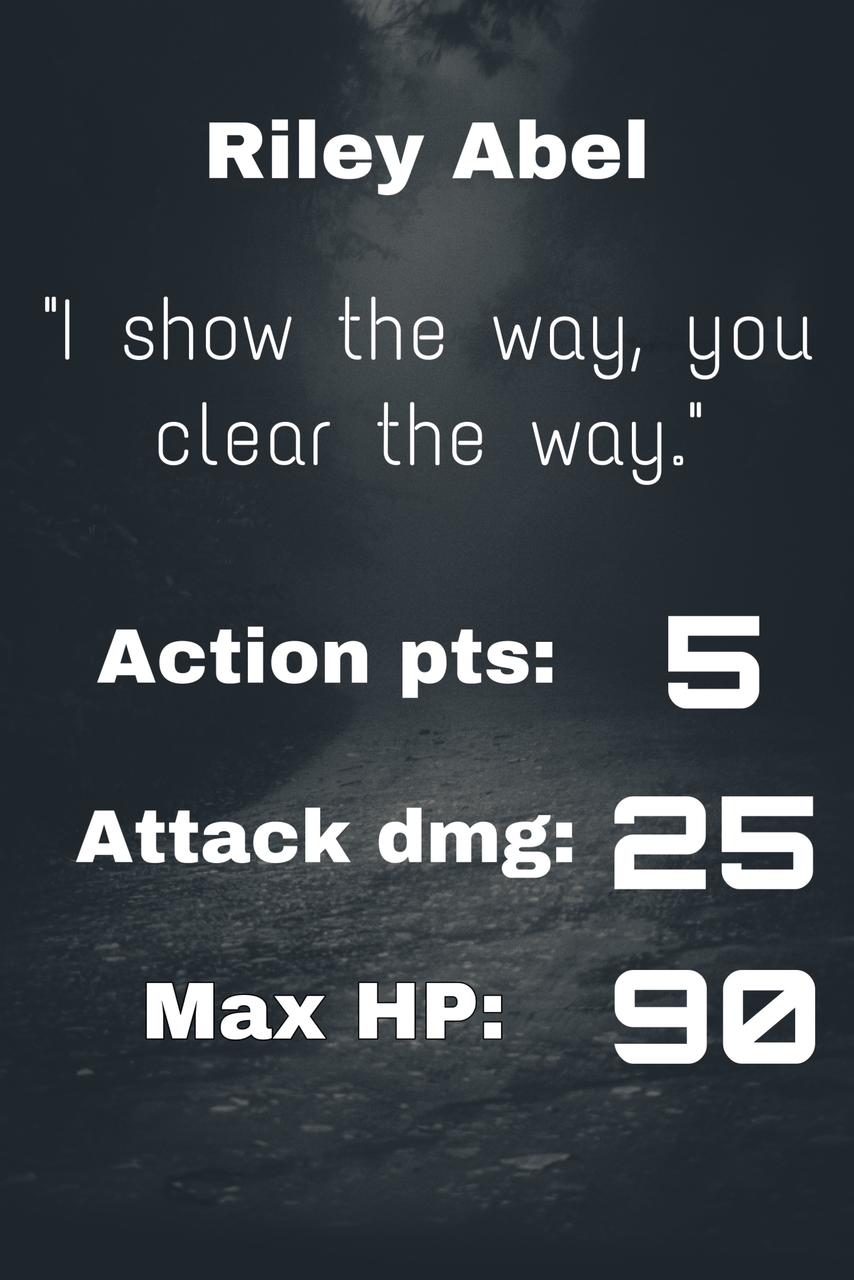 Riley Abel
"I show the way, you
clear the way."
Action pts: 5
Attack dmg: 25
Max HP: 90